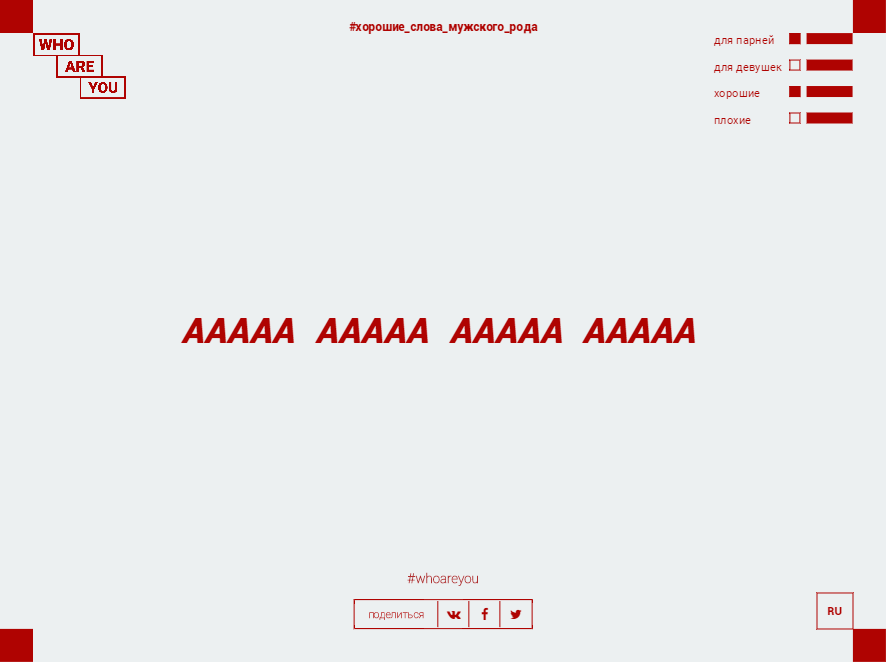 #хорошие_слова_мужского_рода
WHO
ARE
YOU
для парней
для девушек
хорошие
плохие
AAAAA AAAAA AAAAA AAAAA
#whoareyou
поделиться
RU